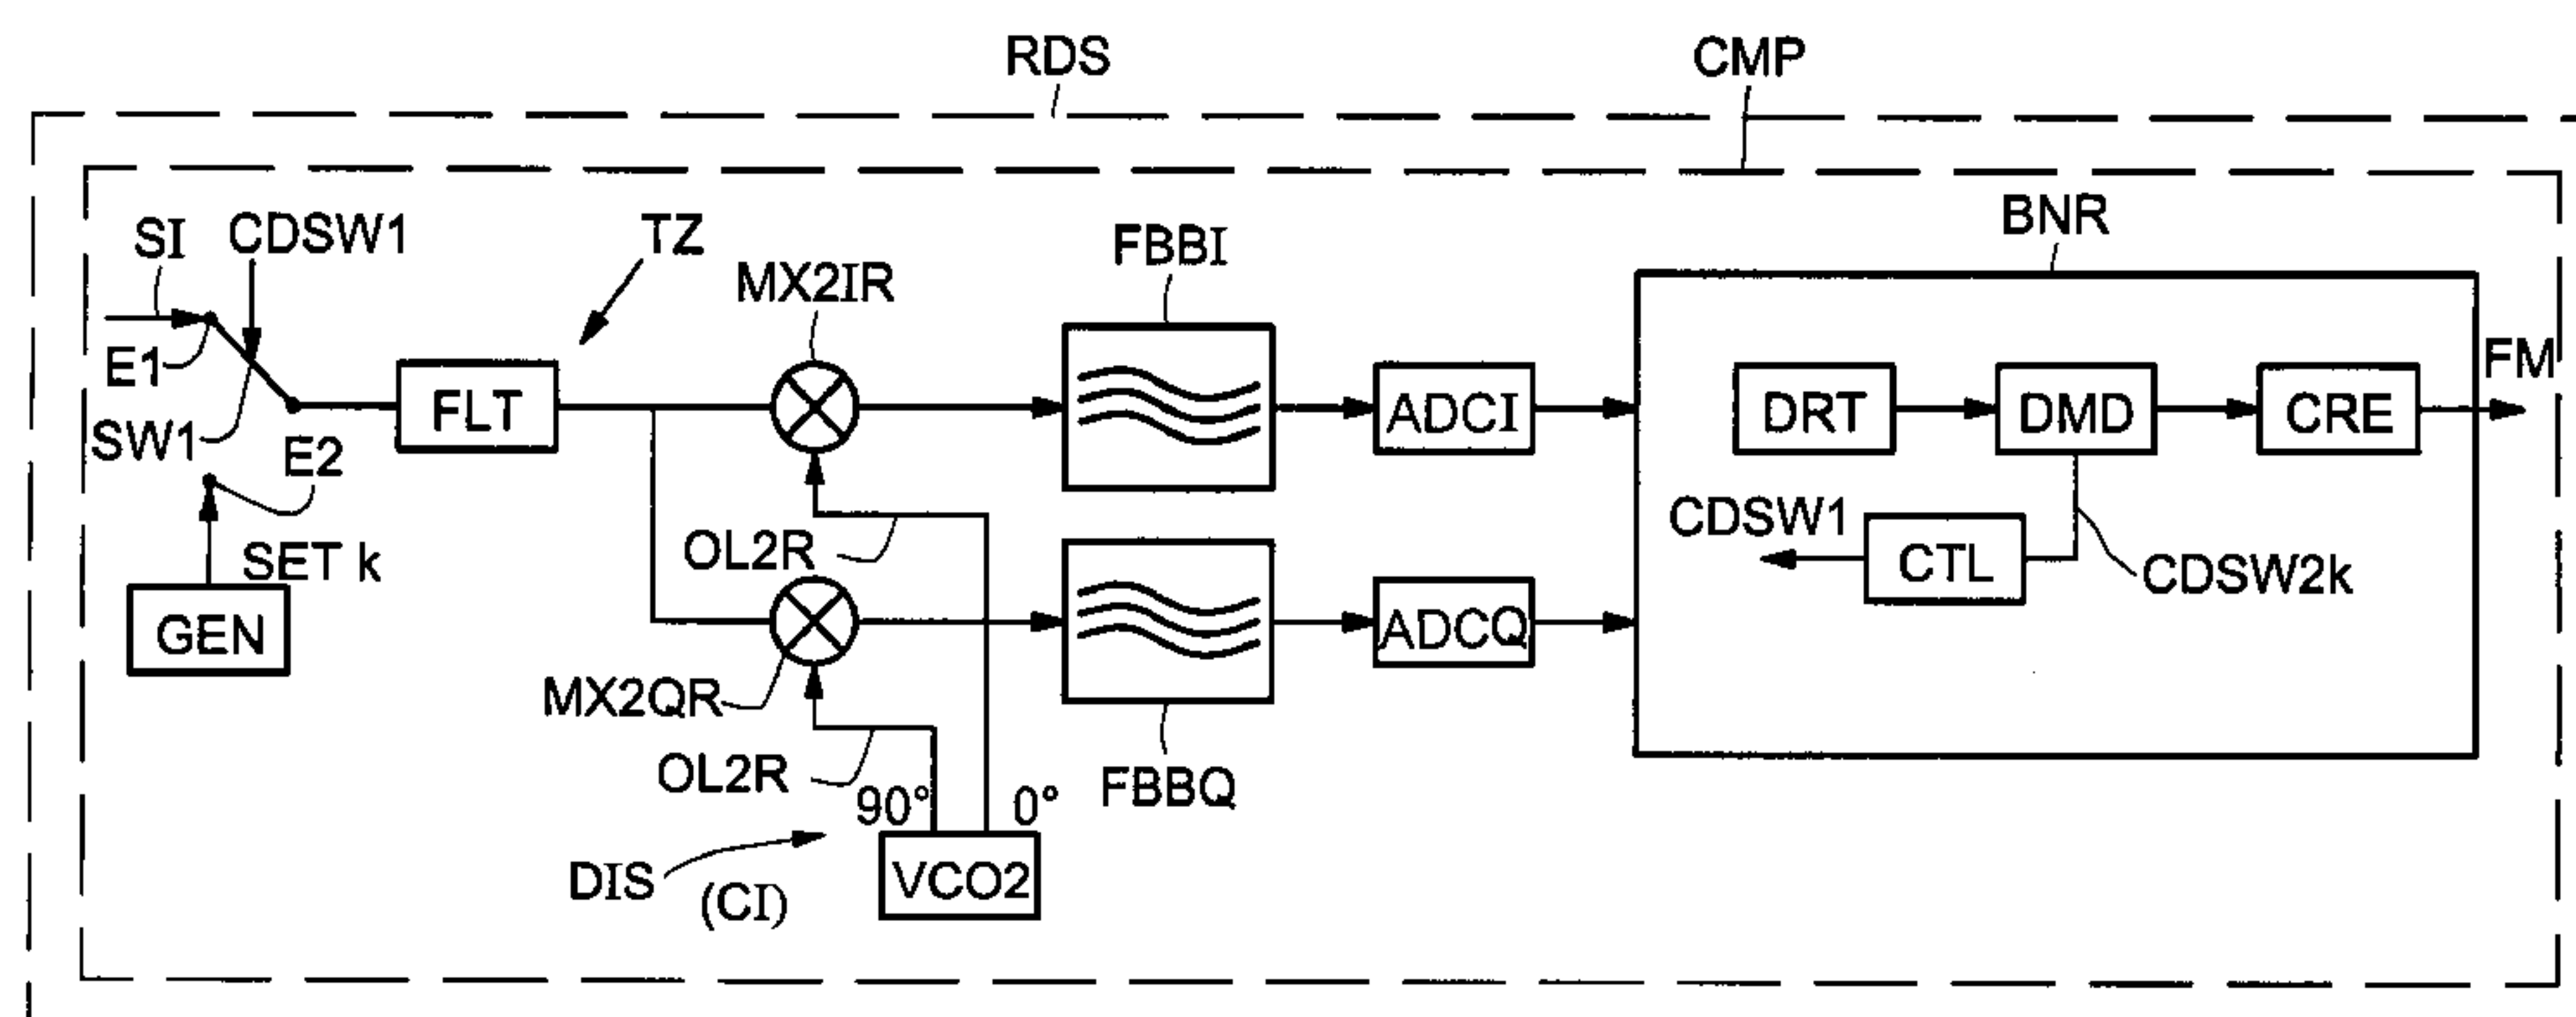 RDS
CMP
SI
CDSW1
TZ
MX2IR
FBBI
BNR
E1
SW1
E2
FLT
ADCI
DRT
DMD
CRE
FM
SET k
GEN
OL2R
CDSW1
CTL
CDSW2k
MX2QR
ADCQ
OL2R
90°
0°
FBBQ
DIS
(CI)
VCO2